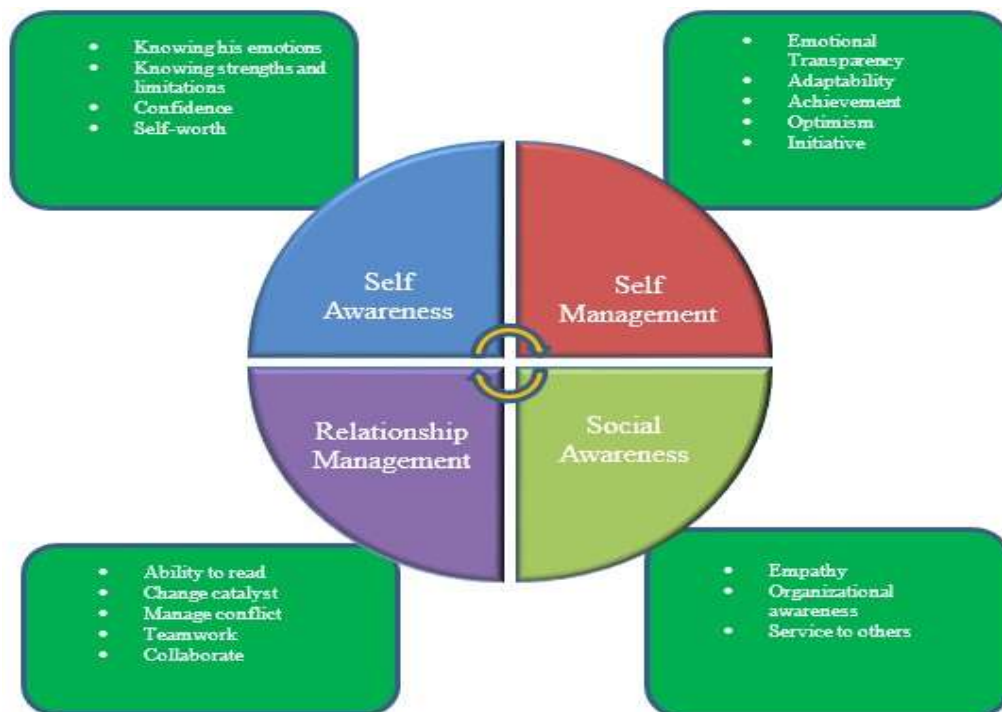 • Knowing his emotions
• Knowing strengths and
limitations
• Confidence
• Self-worth
• Emotional
Transparency
• Adaptability
• Achievement
• Optimism
• Initiative
Self
Awareness
Self
Management
Relationship
Management
Social
Awareness
• Ability to read
• Change catalyst
• Manage conflict
• Teamwork
• Collaborate
• Empathy
• Organizational
awareness
• Service to others